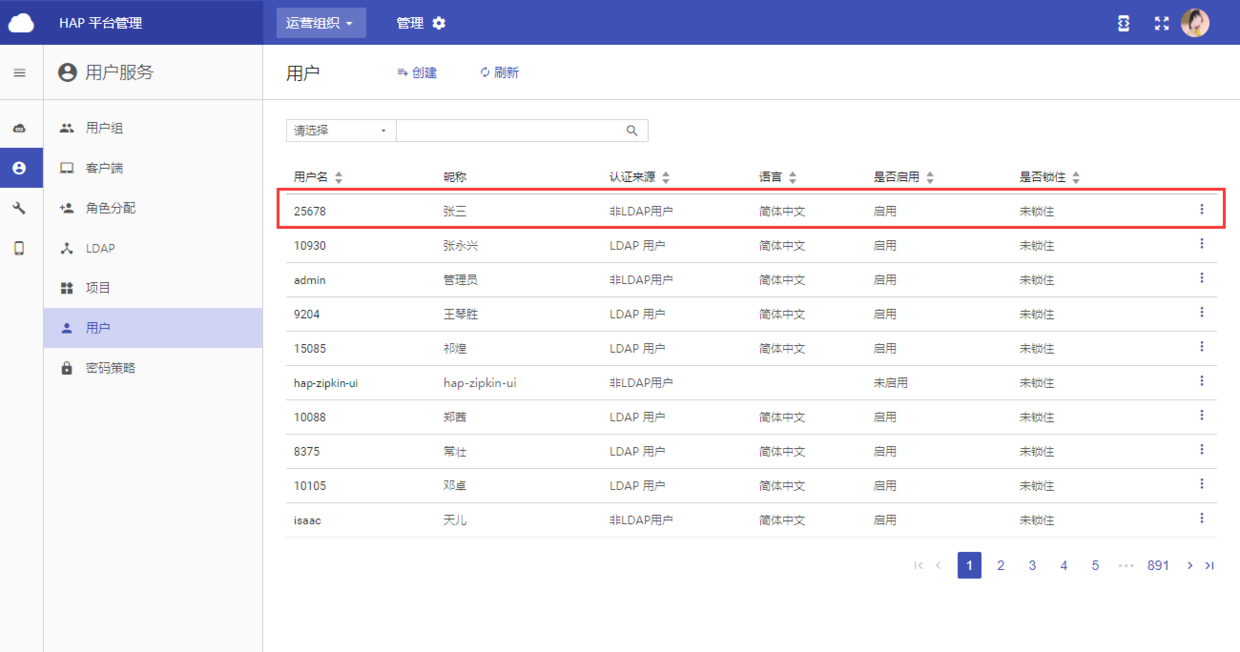 HAP 平台管理 运营组织 管理
用户服务 用户 创建 刷新
用户组
客户端
角色分配
LDAP
项目
用户
密码策略
请选择
用户名 昵称 认证来源 语言 是否启用 是否锁住
25678 张三 非LDAP用户 简体中文 启用 未锁住
10930 张永兴 LDAP 用户 简体中文 启用 未锁住
admin 管理员 非LDAP用户 简体中文 启用 未锁住
9204 王琴胜 LDAP 用户 简体中文 启用 未锁住
15085 祁煌 LDAP 用户 简体中文 启用 未锁住
hap-zipkin-ui hap-zipkin-ui 非LDAP用户 未启用 未锁住
10088 郑茜 LDAP 用户 简体中文 启用 未锁住
8375 常壮 LDAP 用户 简体中文 启用 未锁住
10105 邓卓 LDAP 用户 简体中文 启用 未锁住
isaac 天儿 非LDAP用户 简体中文 启用 未锁住
1 2 3 4 5 ••• 891